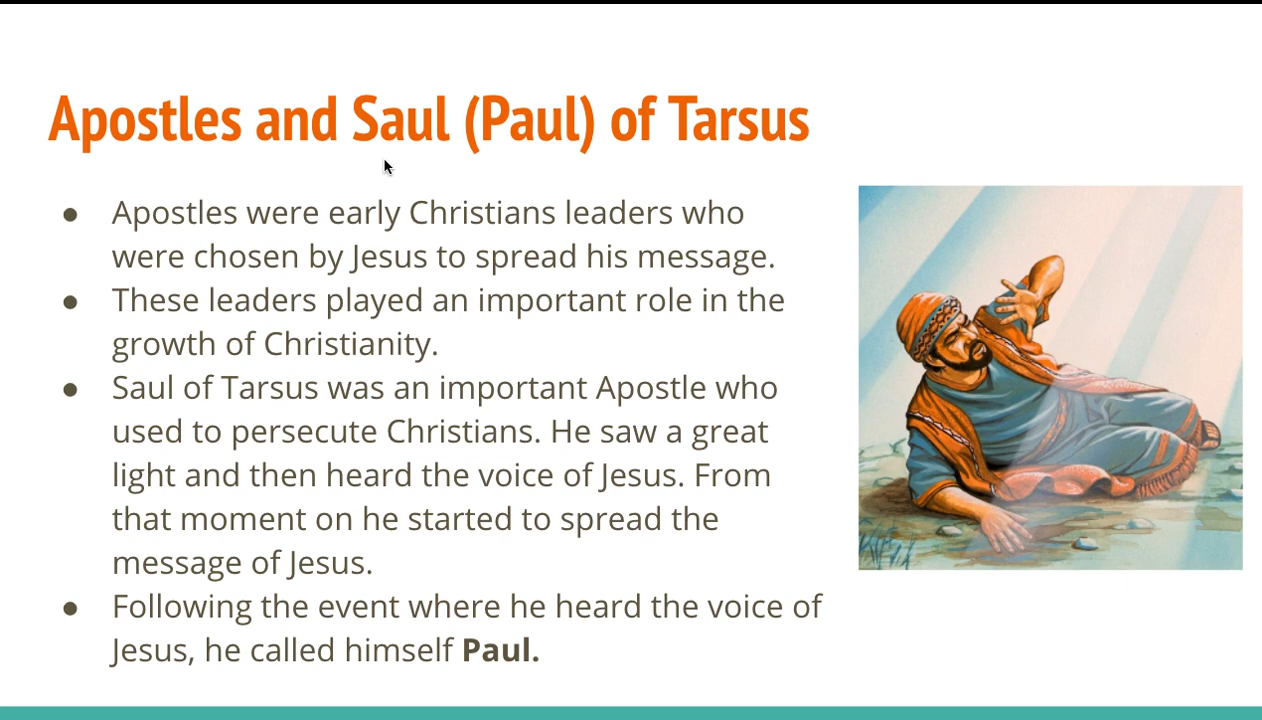 Apostles and Saul (Paul) of Tarsus
● Apostles were early Christians leaders who
were chosen by Jesus to spread his message.
● These leaders played an important role in the
growth of Christianity.
● Saul of Tarsus was an important Apostle who
used to persecute Christians. He saw a great
light and then heard the voice of Jesus. From
that moment on he started to spread the
message of Jesus.
● Following the event where he heard the voice of
Jesus, he called himself Paul.